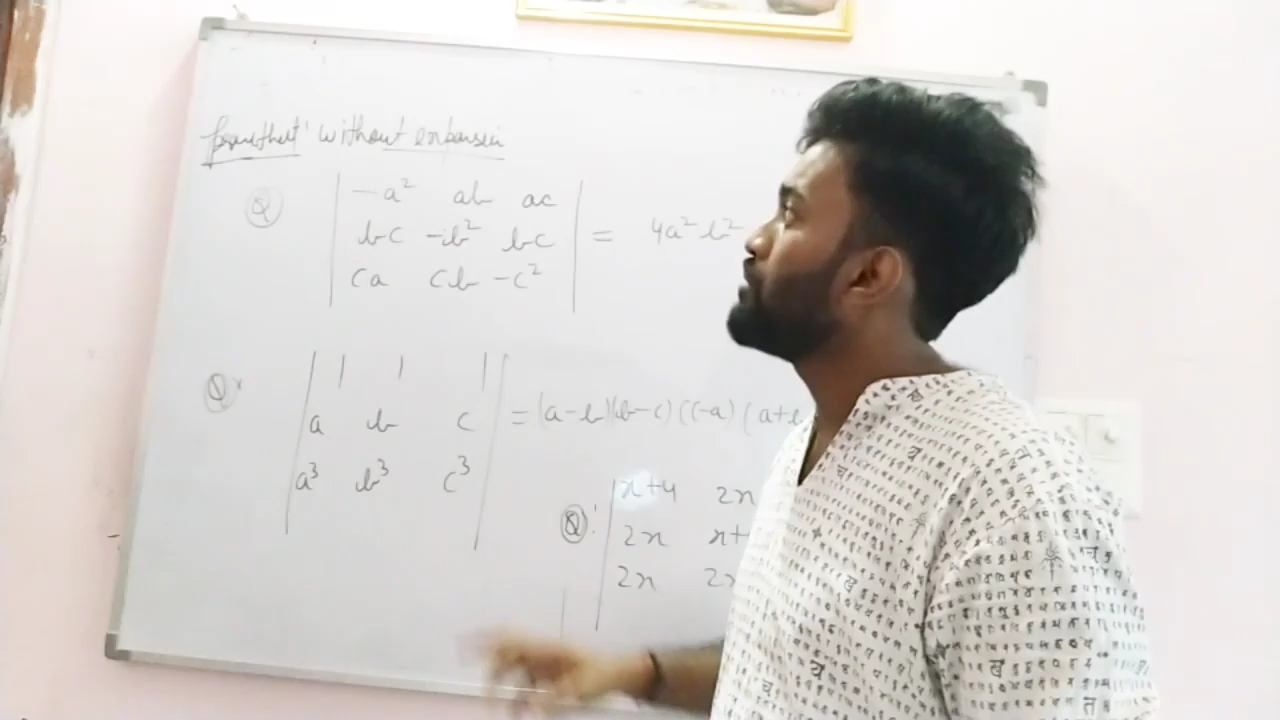 Prove that: without expansion
Q | -a² ab ac |
| bc -b² bc | = 4a²b²
| ca cb -c² |
Q | 1 1 1 |
| a b c | = (a-b)(b-c)(c-a)(a+b
| a³ b³ c³ |
Q: | x+4 2x
| 2x x+
| 2x 2x